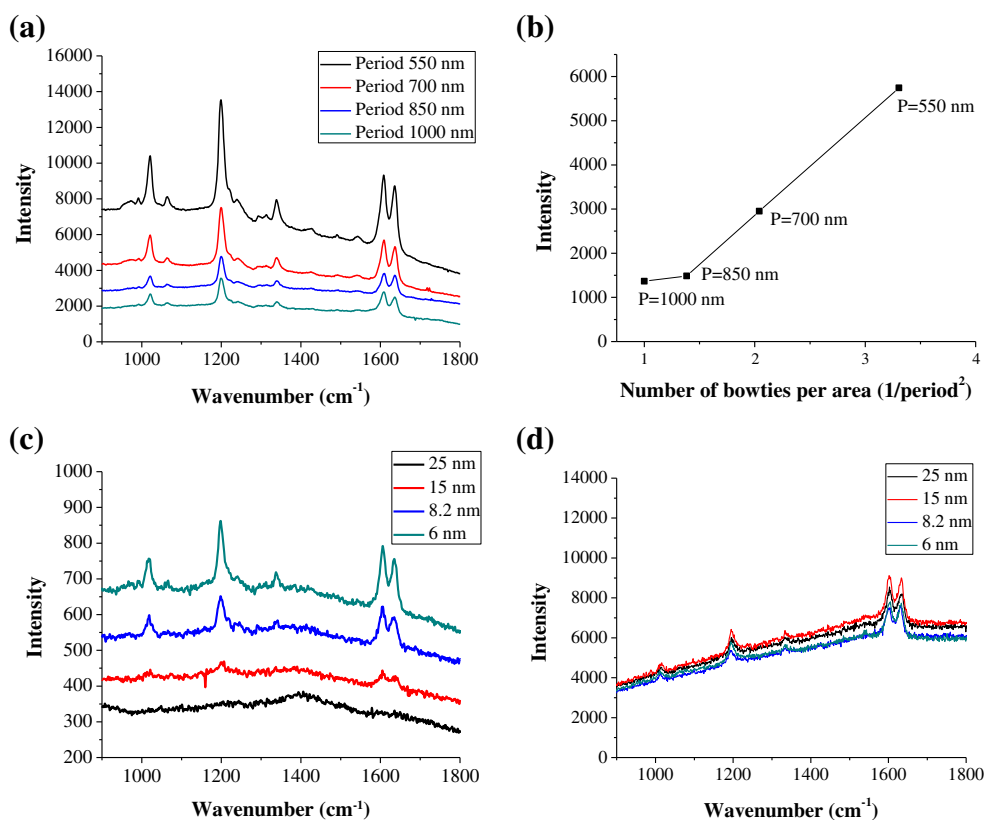 (a)
16000
14000
12000
10000
8000
6000
4000
2000
0
Intensity
Period 550 nm
Period 700 nm
Period 850 nm
Period 1000 nm
1000 1200 1400 1600 1800
Wavenumber (cm⁻¹)
(b)
6000
5000
4000
3000
2000
1000
0
Intensity
P=550 nm
P=700 nm
P=850 nm
P=1000 nm
1 2 3 4
Number of bowties per area (1/period²)
(c)
1000
900
800
700
600
500
400
300
200
Intensity
25 nm
15 nm
8.2 nm
6 nm
1000 1200 1400 1600 1800
Wavenumber (cm⁻¹)
(d)
14000
12000
10000
8000
6000
4000
2000
0
Intensity
25 nm
15 nm
8.2 nm
6 nm
1000 1200 1400 1600 1800
Wavenumber (cm⁻¹)